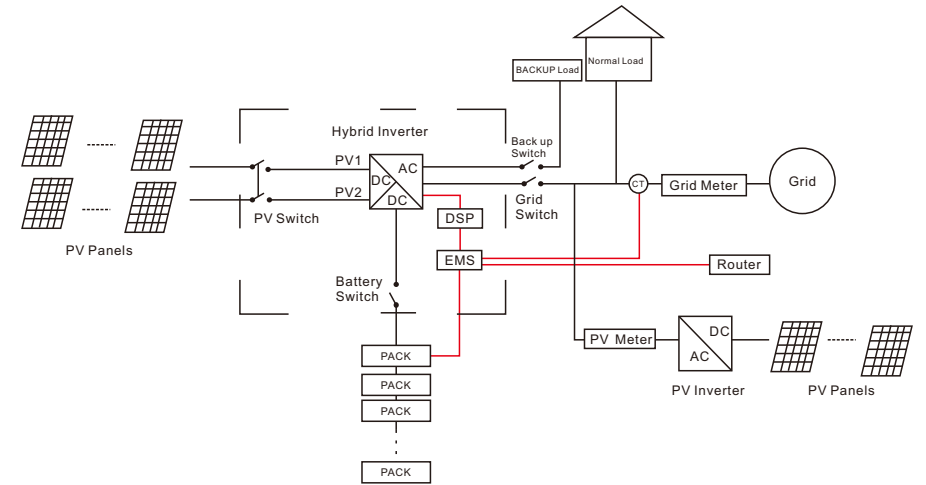 BACKUP Load
Normal Load
Hybrid Inverter
Back up
Switch
PV1
AC
DC
PV2
DC
CT
Grid Meter
Grid
Grid
Switch
PV Switch
DSP
PV Panels
EMS
Router
Battery
Switch
PV Meter
DC
AC
PACK
PV Inverter
PV Panels
PACK
PACK
PACK